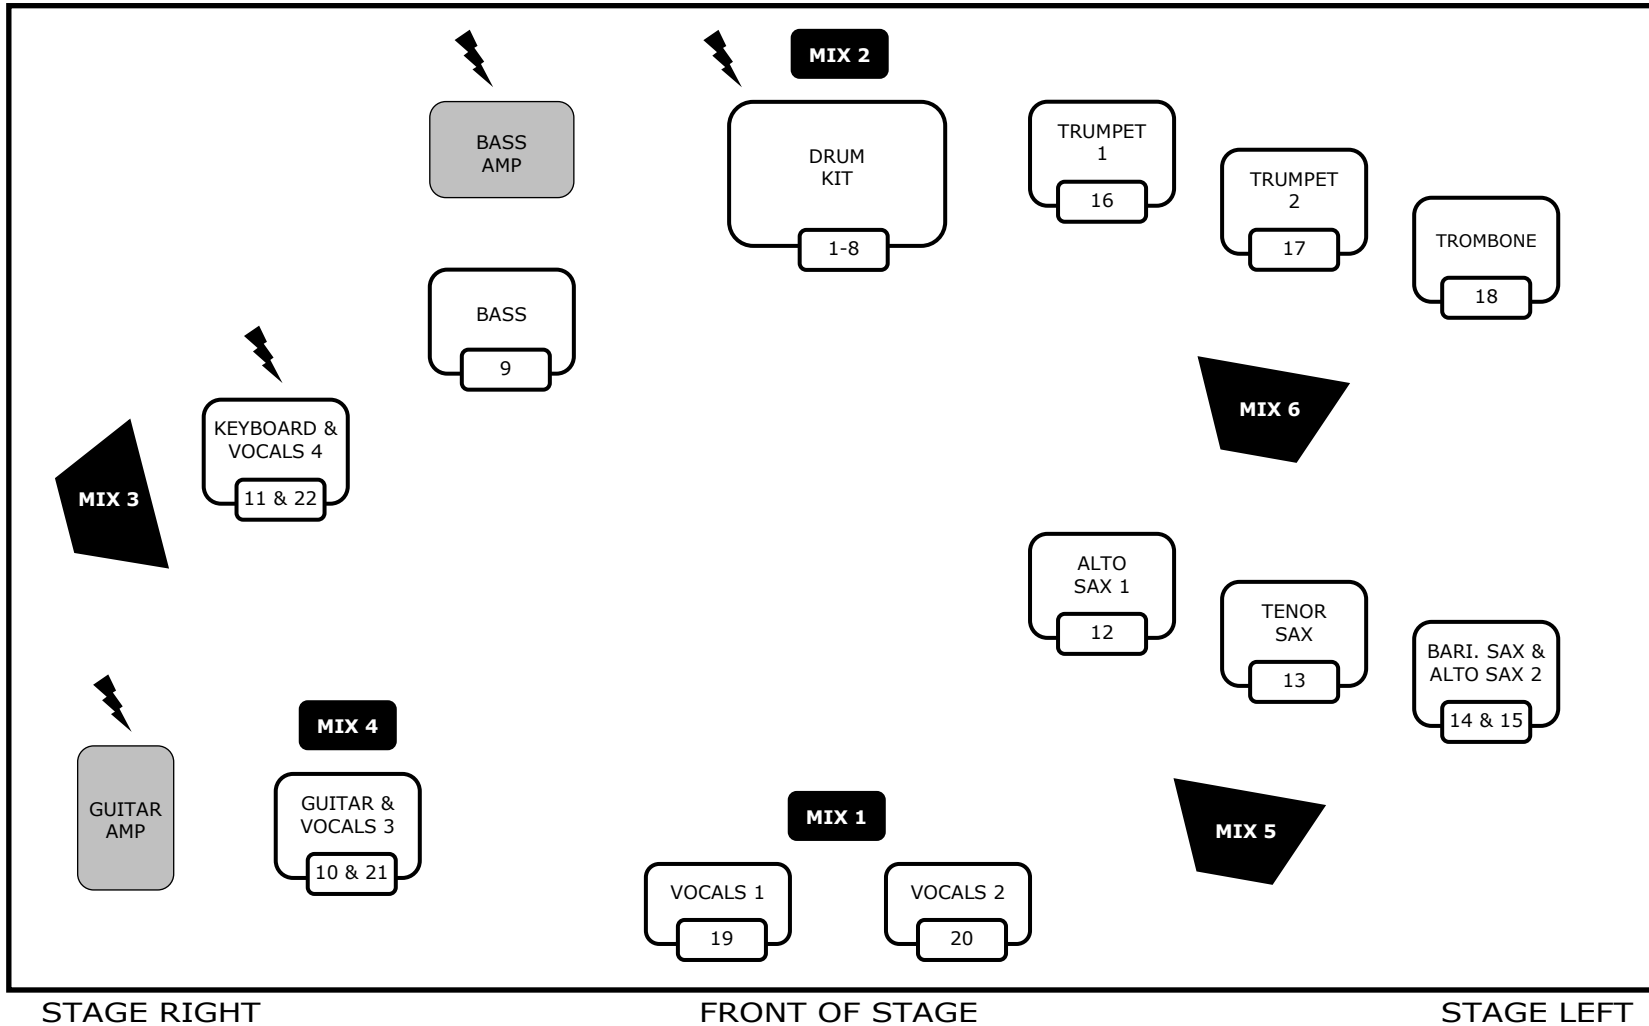 MIX 2
BASS
AMP
DRUM
KIT
1-8
TRUMPET
1
16
TRUMPET
2
17
TROMBONE
18
BASS
9
KEYBOARD &
VOCALS 4
11 & 22
MIX 3
MIX 6
ALTO
SAX 1
12
TENOR
SAX
13
BARI. SAX &
ALTO SAX 2
14 & 15
MIX 4
GUITAR
AMP
GUITAR &
VOCALS 3
10 & 21
MIX 1
MIX 5
VOCALS 1
19
VOCALS 2
20
STAGE RIGHT
FRONT OF STAGE
STAGE LEFT